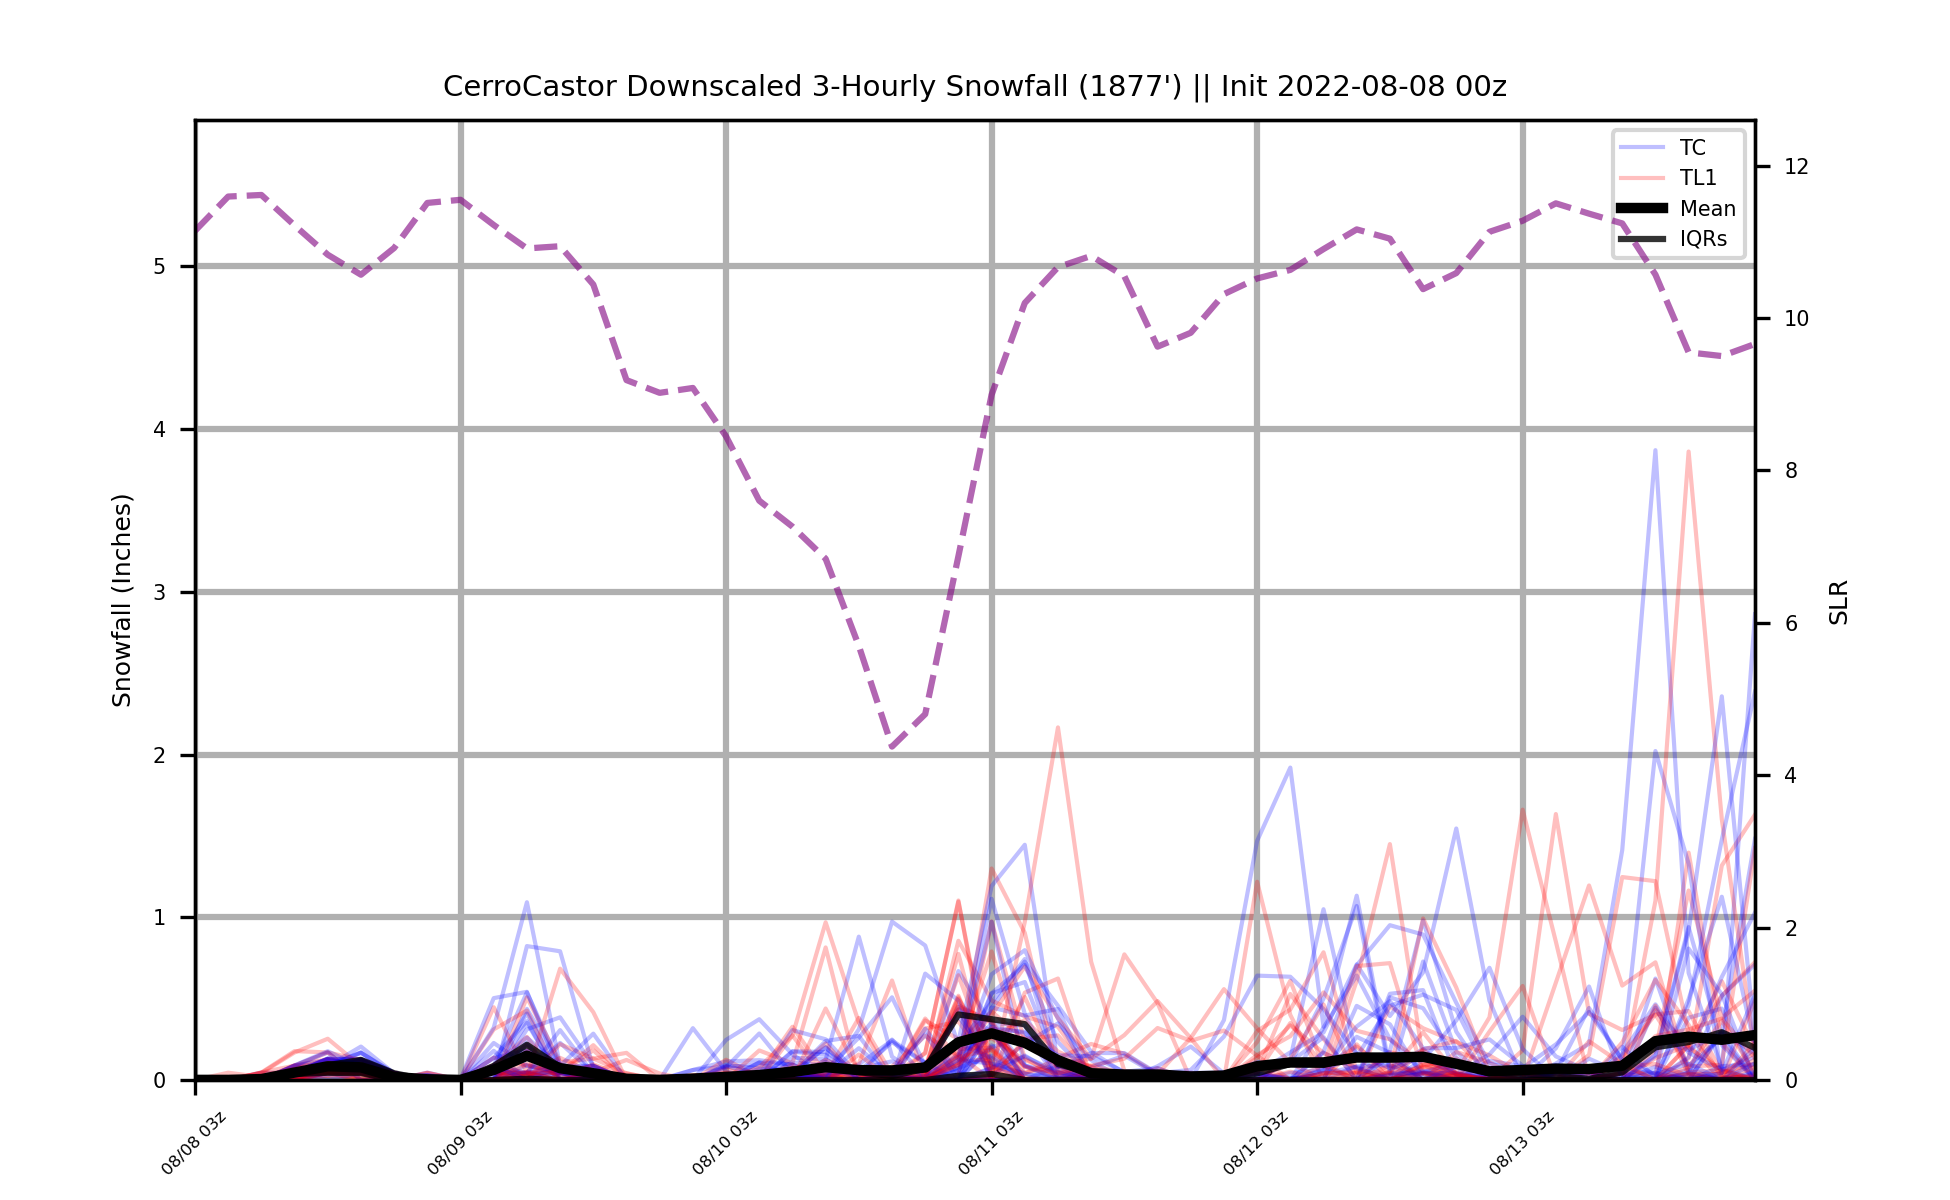 CerroCastor Downscaled 3-Hourly Snowfall (1877') || Init 2022-08-08 00z
TC
TL1
Mean
IQRs
Snowfall (Inches)
5
4
3
2
1
0
12
10
8
6
4
2
0
SLR
08/08 03z
08/09 03z
08/10 03z
08/11 03z
08/12 03z
08/13 03z